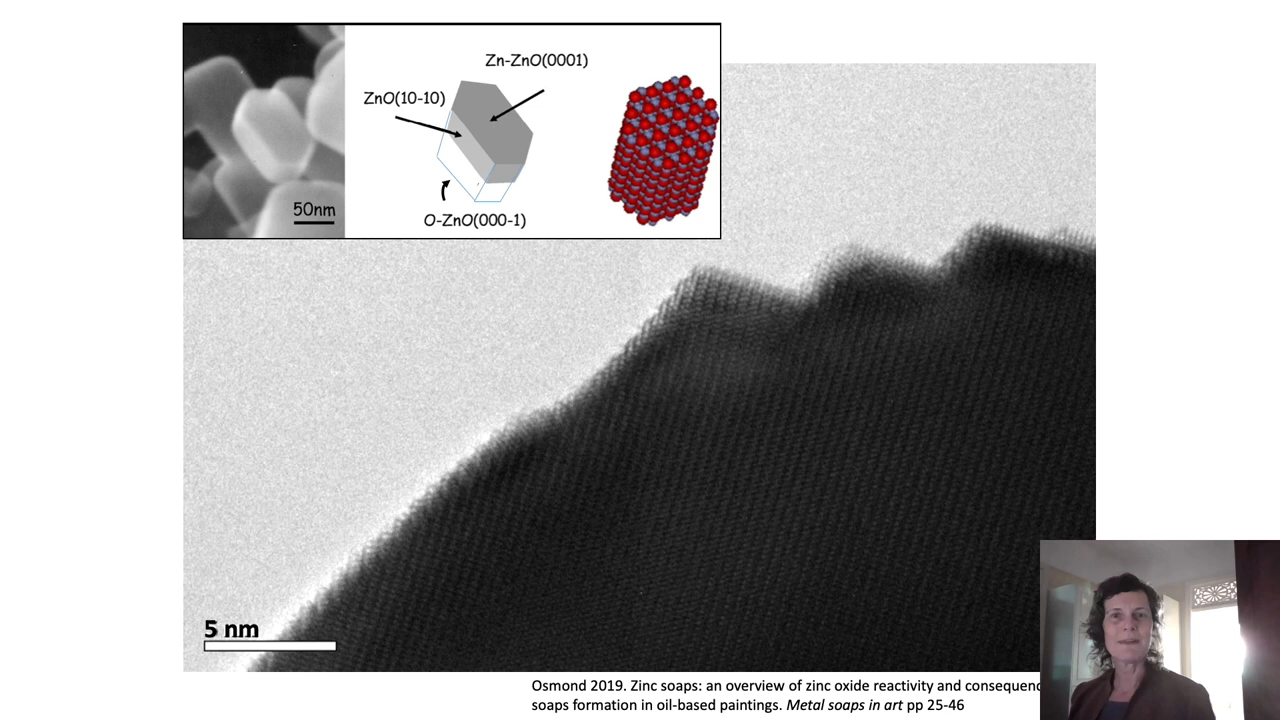 Zn-ZnO(0001)
ZnO(10-10)
50nm
O-ZnO(000-1)
5 nm
Osmond 2019. Zinc soaps: an overview of zinc oxide reactivity and
soaps formation in oil-based paintings. Metal soaps in art pp 25-46